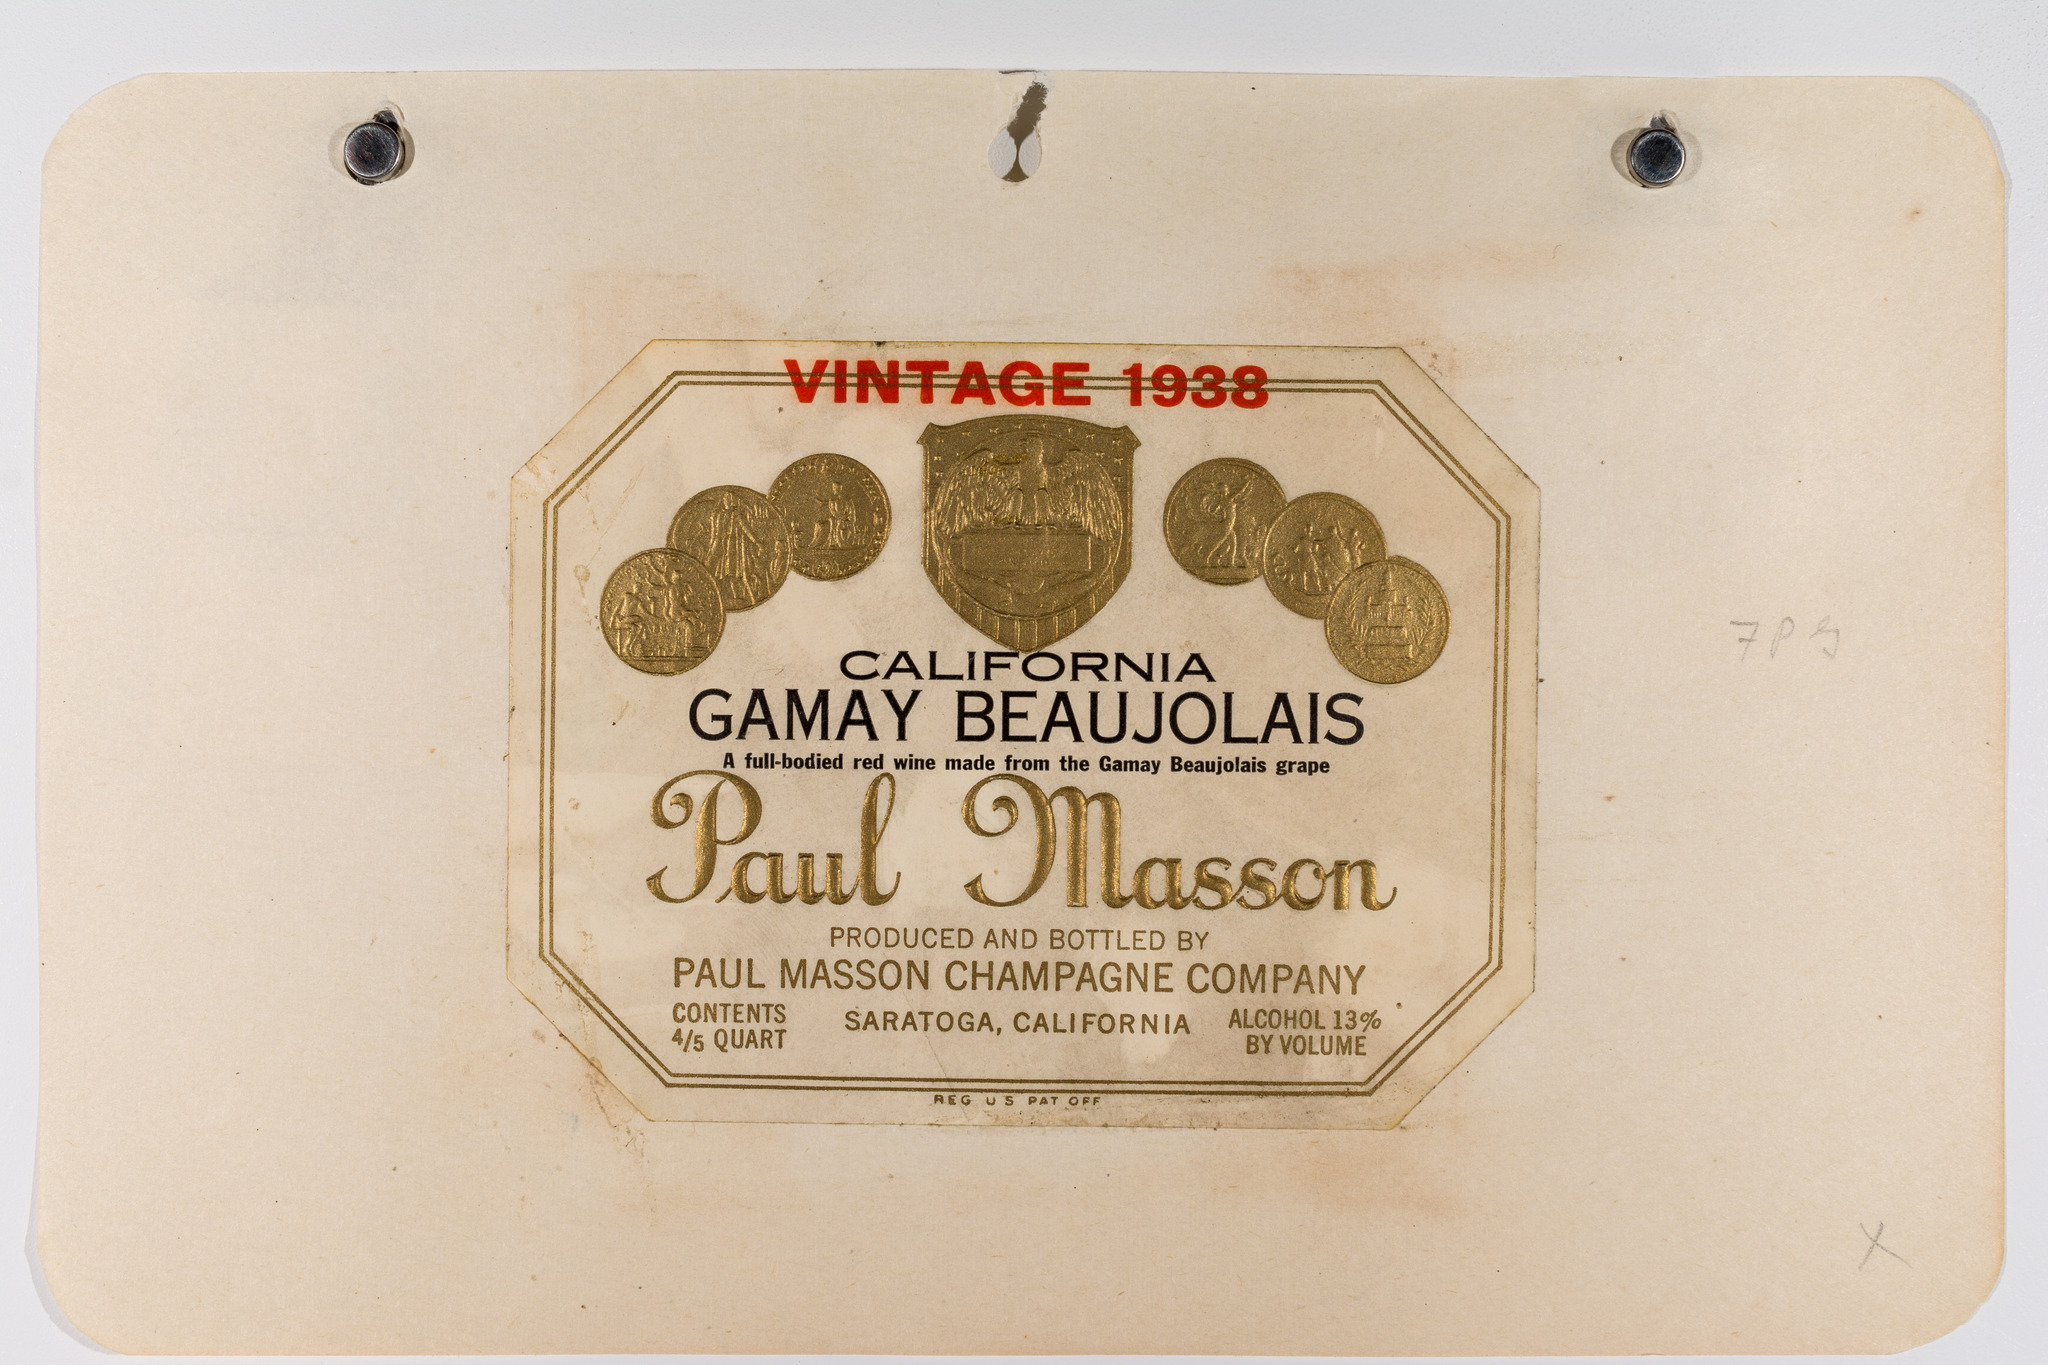 VINTAGE 1938
CALIFORNIA
GAMAY BEAUJOLAIS
A full-bodied red wine made from the Gamay Beaujolais grape
Paul Masson
PRODUCED AND BOTTLED BY
PAUL MASSON CHAMPAGNE COMPANY
CONTENTS
4/5 QUART
SARATOGA, CALIFORNIA
ALCOHOL 13%
BY VOLUME
REG U S PAT OFF
X